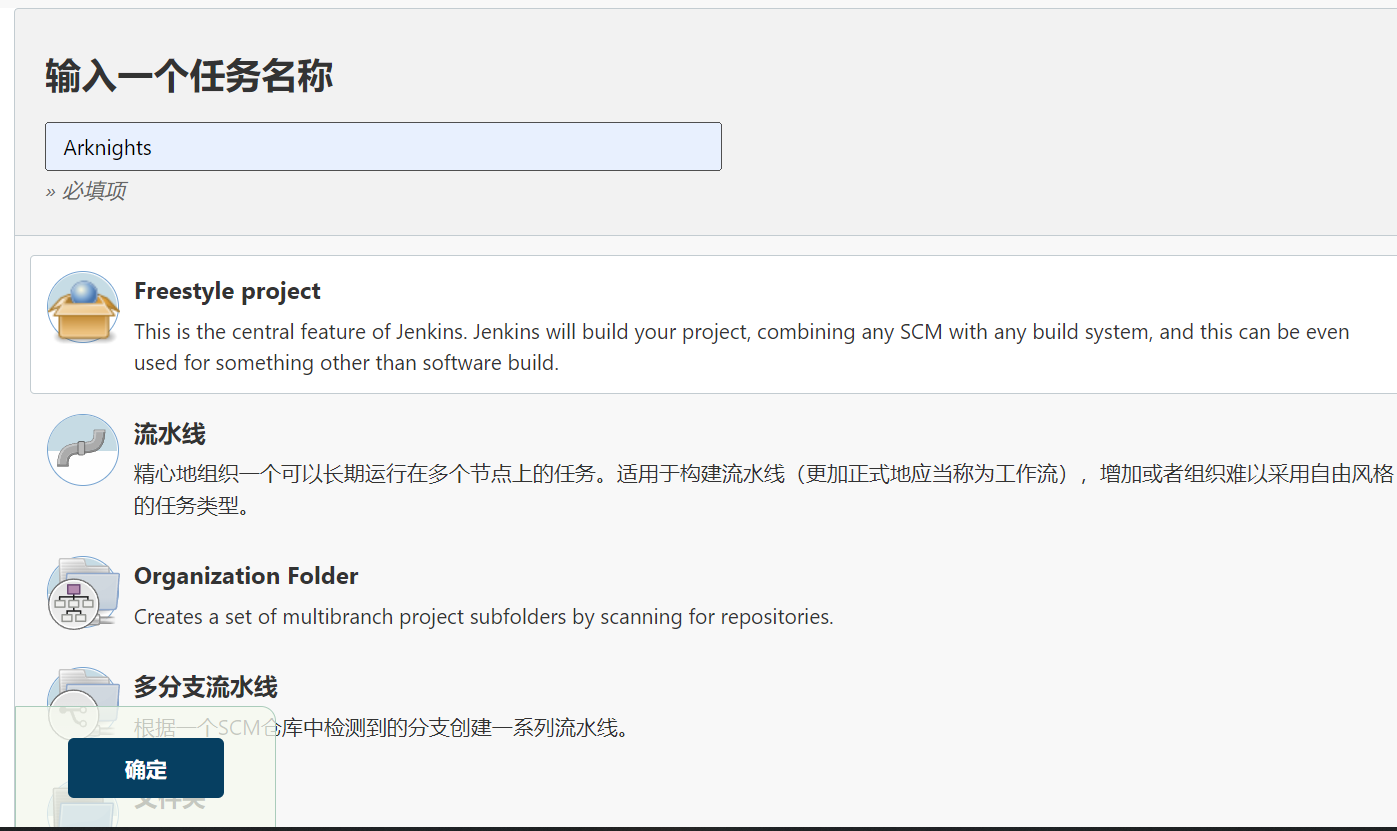 输入一个任务名称
Arknights
» 必填项
Freestyle project
This is the central feature of Jenkins. Jenkins will build your project, combining any SCM with any build system, and this can be even
used for something other than software build.
流水线
精心地组织一个可以长期运行在多个节点上的任务。适用于构建流水线（更加正式地应当称为工作流），增加或者组织难以采用自由风格
的任务类型。
Organization Folder
Creates a set of multibranch project subfolders by scanning for repositories.
多分支流水线
根据一个SCM仓库中检测到的分支创建一系列流水线。
确定
文件夹